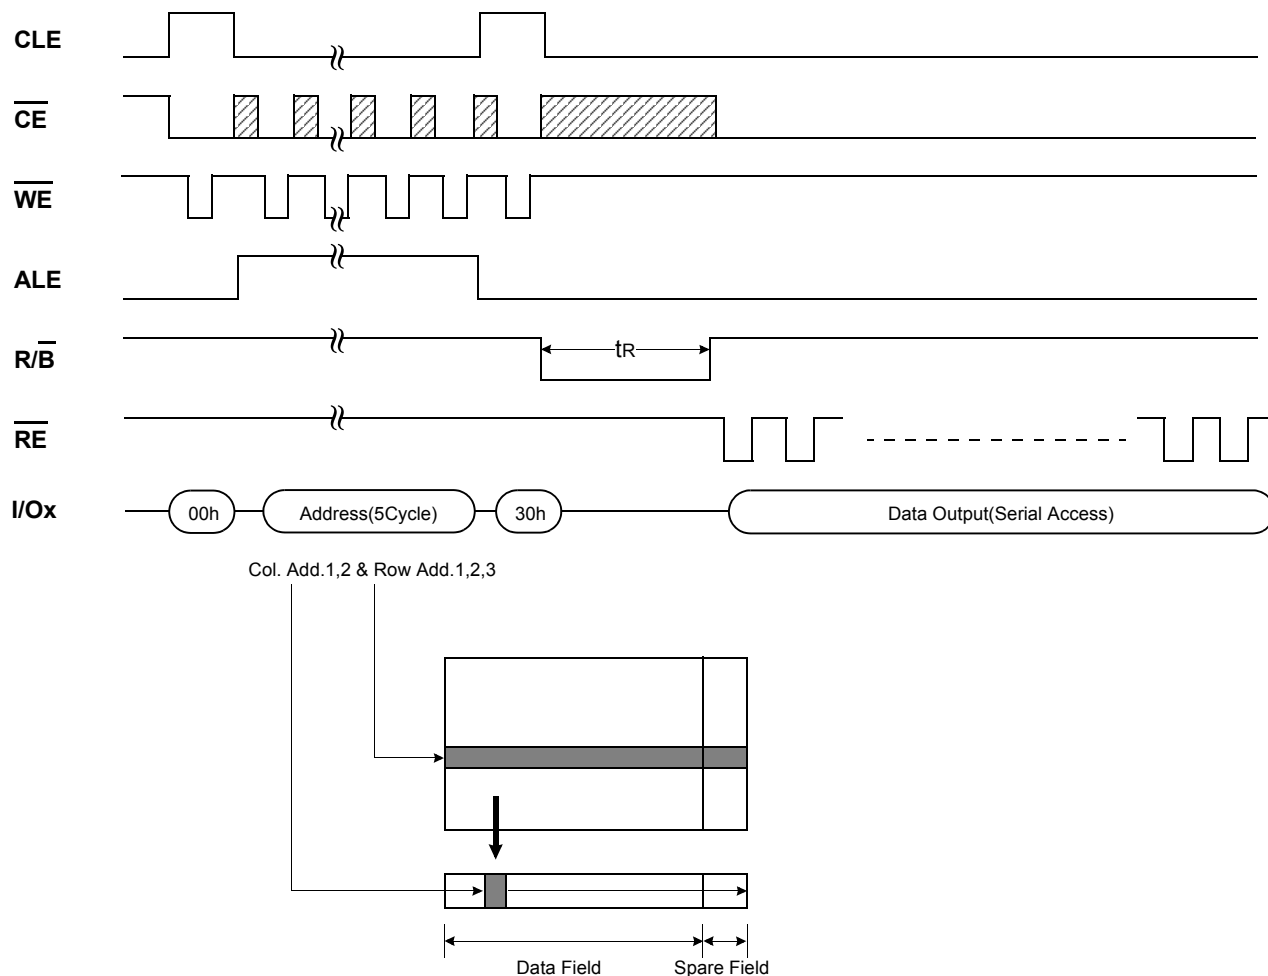 CLE
CE
WE
ALE
R/B
tR
RE
I/Ox
00h
Address(5Cycle)
30h
Data Output(Serial Access)
Col. Add.1,2 & Row Add.1,2,3
Data Field
Spare Field